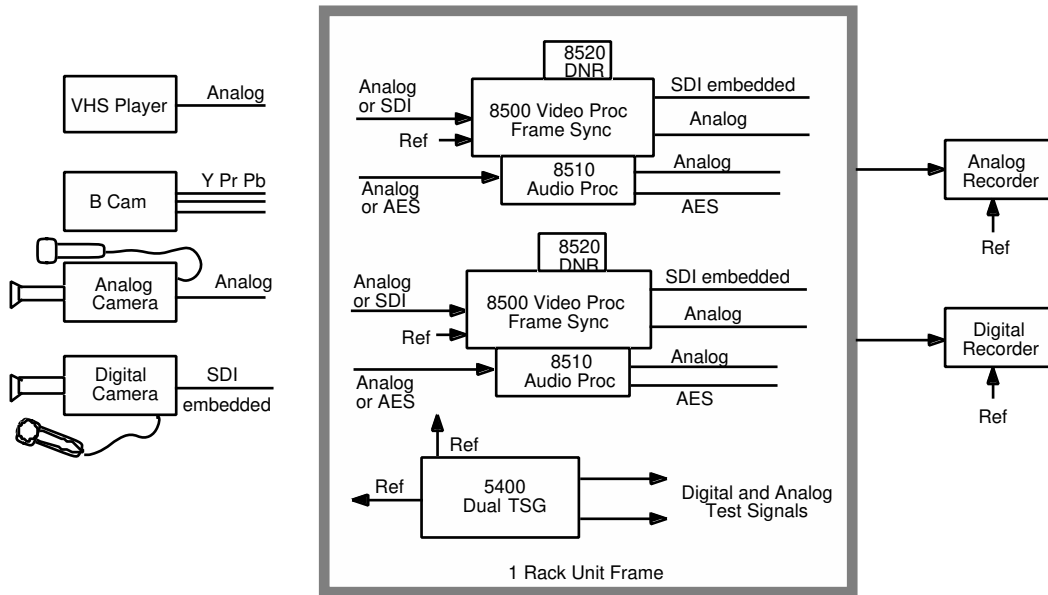 VHS Player
Analog
B Cam
Y Pr Pb
Analog
Camera
Analog
Digital
Camera
SDI
embedded
8520
DNR
Analog
or SDI
Ref
8500 Video Proc
Frame Sync
SDI embedded
Analog
8510
Audio Proc
Analog
or AES
Analog
AES
8520
DNR
Analog
or SDI
Ref
8500 Video Proc
Frame Sync
SDI embedded
Analog
8510
Audio Proc
Analog
or AES
Analog
AES
Ref
Ref
5400
Dual TSG
Digital and Analog
Test Signals
1 Rack Unit Frame
Analog
Recorder
Ref
Digital
Recorder
Ref